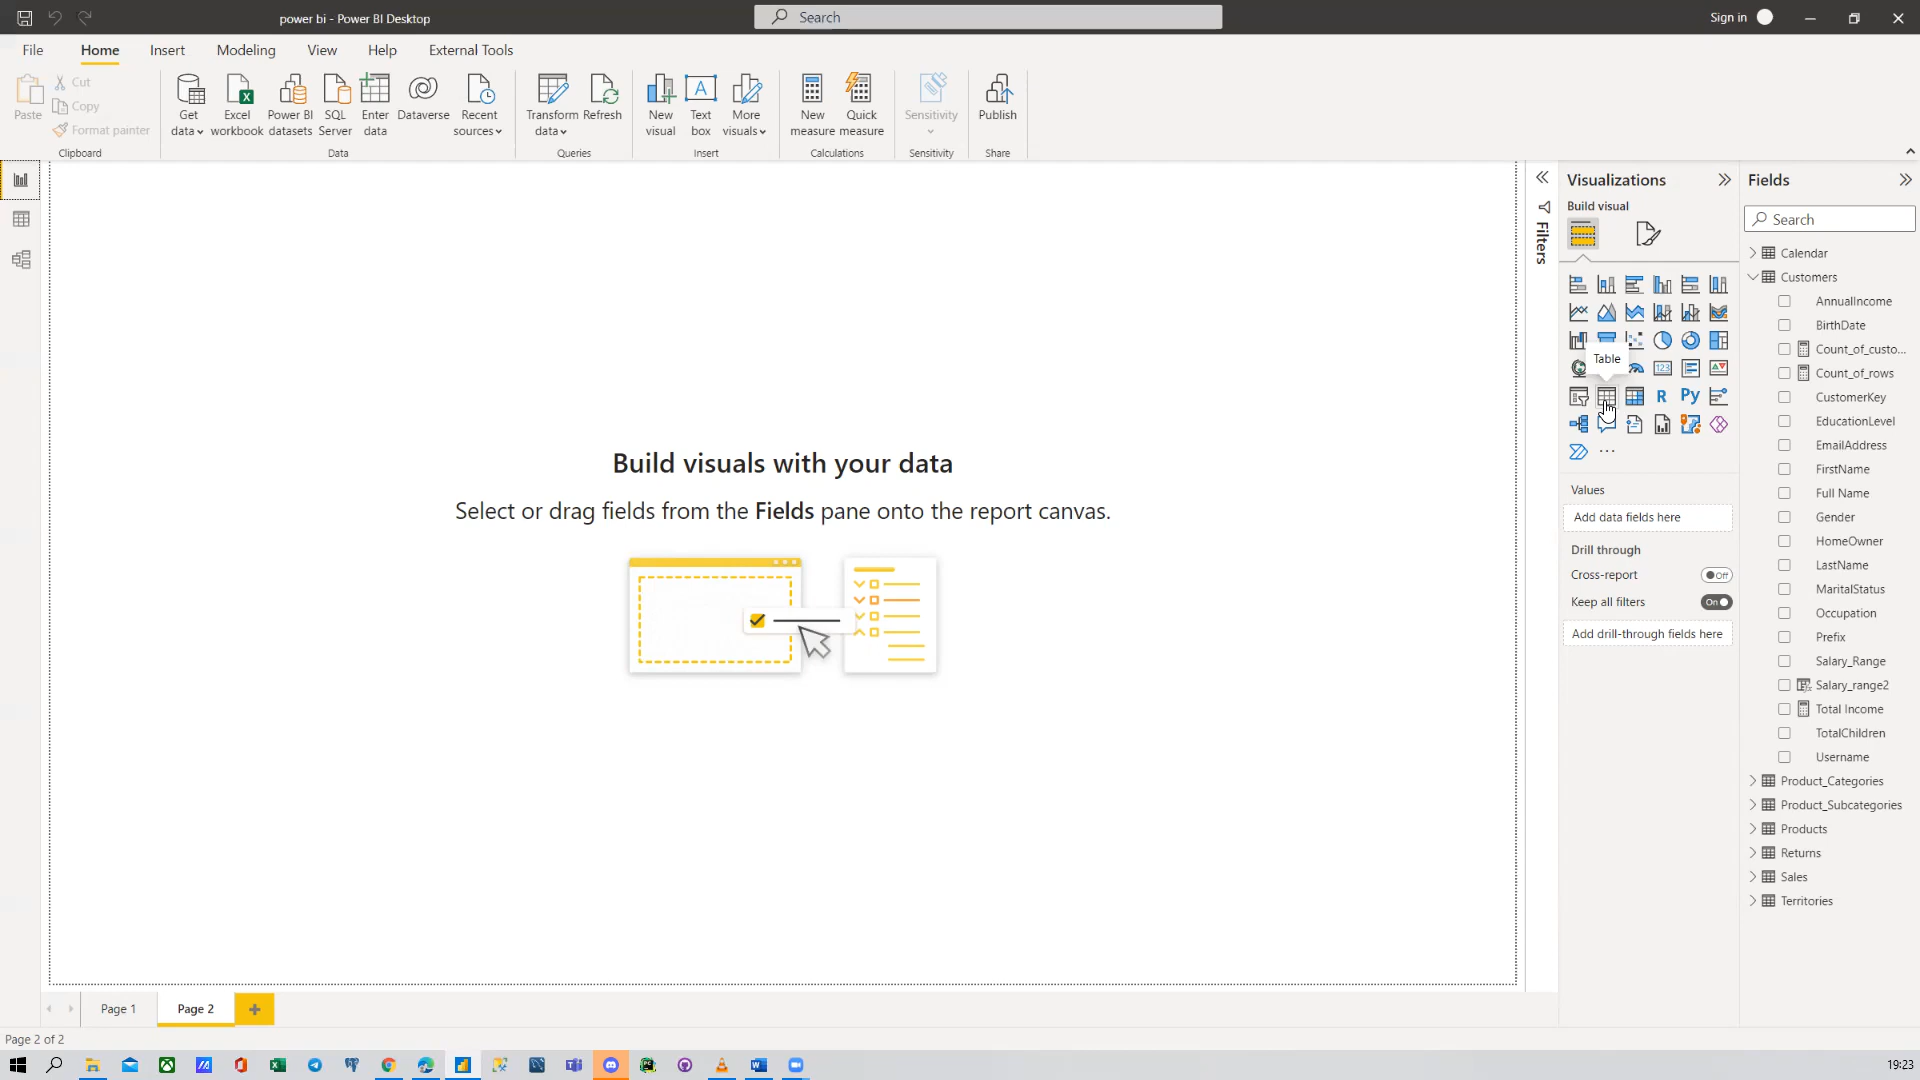 power bi - Power BI Desktop
Search
Sign in
File
Home
Insert
Modeling
View
Help
External Tools
Paste
Cut
Copy
Format painter
Clipboard
Get data
Excel workbook
Power BI datasets
SQL Server
Enter data
Dataverse
Recent sources
Data
Transform data
Refresh
Queries
New visual
Text box
More visuals
Insert
New measure
Quick measure
Calculations
Sensitivity
Sensitivity
Publish
Share
Build visuals with your data
Select or drag fields from the Fields pane onto the report canvas.
Filters
Visualizations
Build visual
Table
123
R
Py
...
Values
Add data fields here
Drill through
Cross-report
Off
Keep all filters
On
Add drill-through fields here
Fields
Search
Calendar
Customers
AnnualIncome
BirthDate
Count_of_custo...
Count_of_rows
CustomerKey
EducationLevel
EmailAddress
FirstName
Full Name
Gender
HomeOwner
LastName
MaritalStatus
Occupation
Prefix
Salary_Range
Salary_range2
Total Income
TotalChildren
Username
Product_Categories
Product_Subcategories
Products
Returns
Sales
Territories
Page 1
Page 2
Page 2 of 2
19:23